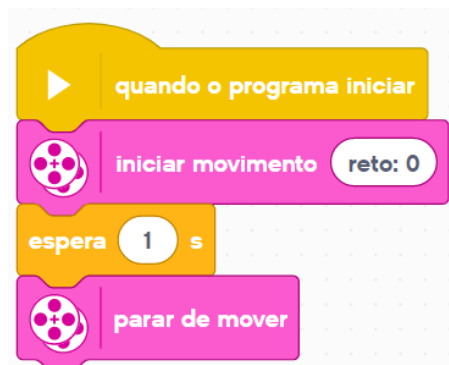 quando o programa iniciar
iniciar movimento reto: 0
espera 1 s
parar de mover